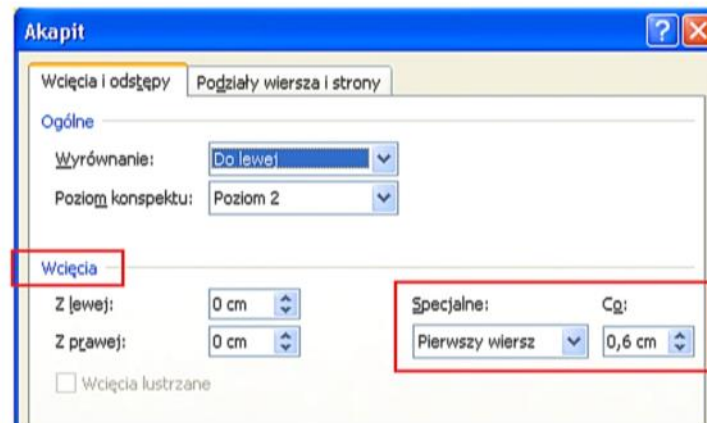 Akapit
Wcięcia i odstępy Podziały wiersza i strony
Ogólne
Wyrównanie: Do lewej
Poziom konspektu: Poziom 2
Wcięcia
Z lewej: 0 cm Specjalne: Co:
Z prawej: 0 cm Pierwszy wiersz 0,6 cm
Wcięcia lustrzane